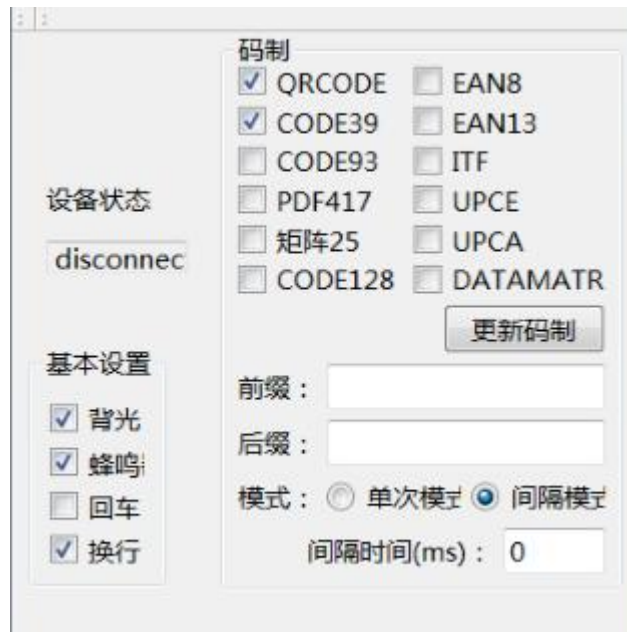 码制
QRCODE
EAN8
CODE39
EAN13
CODE93
ITF
设备状态
PDF417
UPCE
矩阵25
UPCA
disconnec
CODE128
DATAMATR
更新码制
基本设置
前缀：
背光
后缀：
蜂鸣
模式：
单次模式
间隔模式
回车
换行
间隔时间(ms)：
0